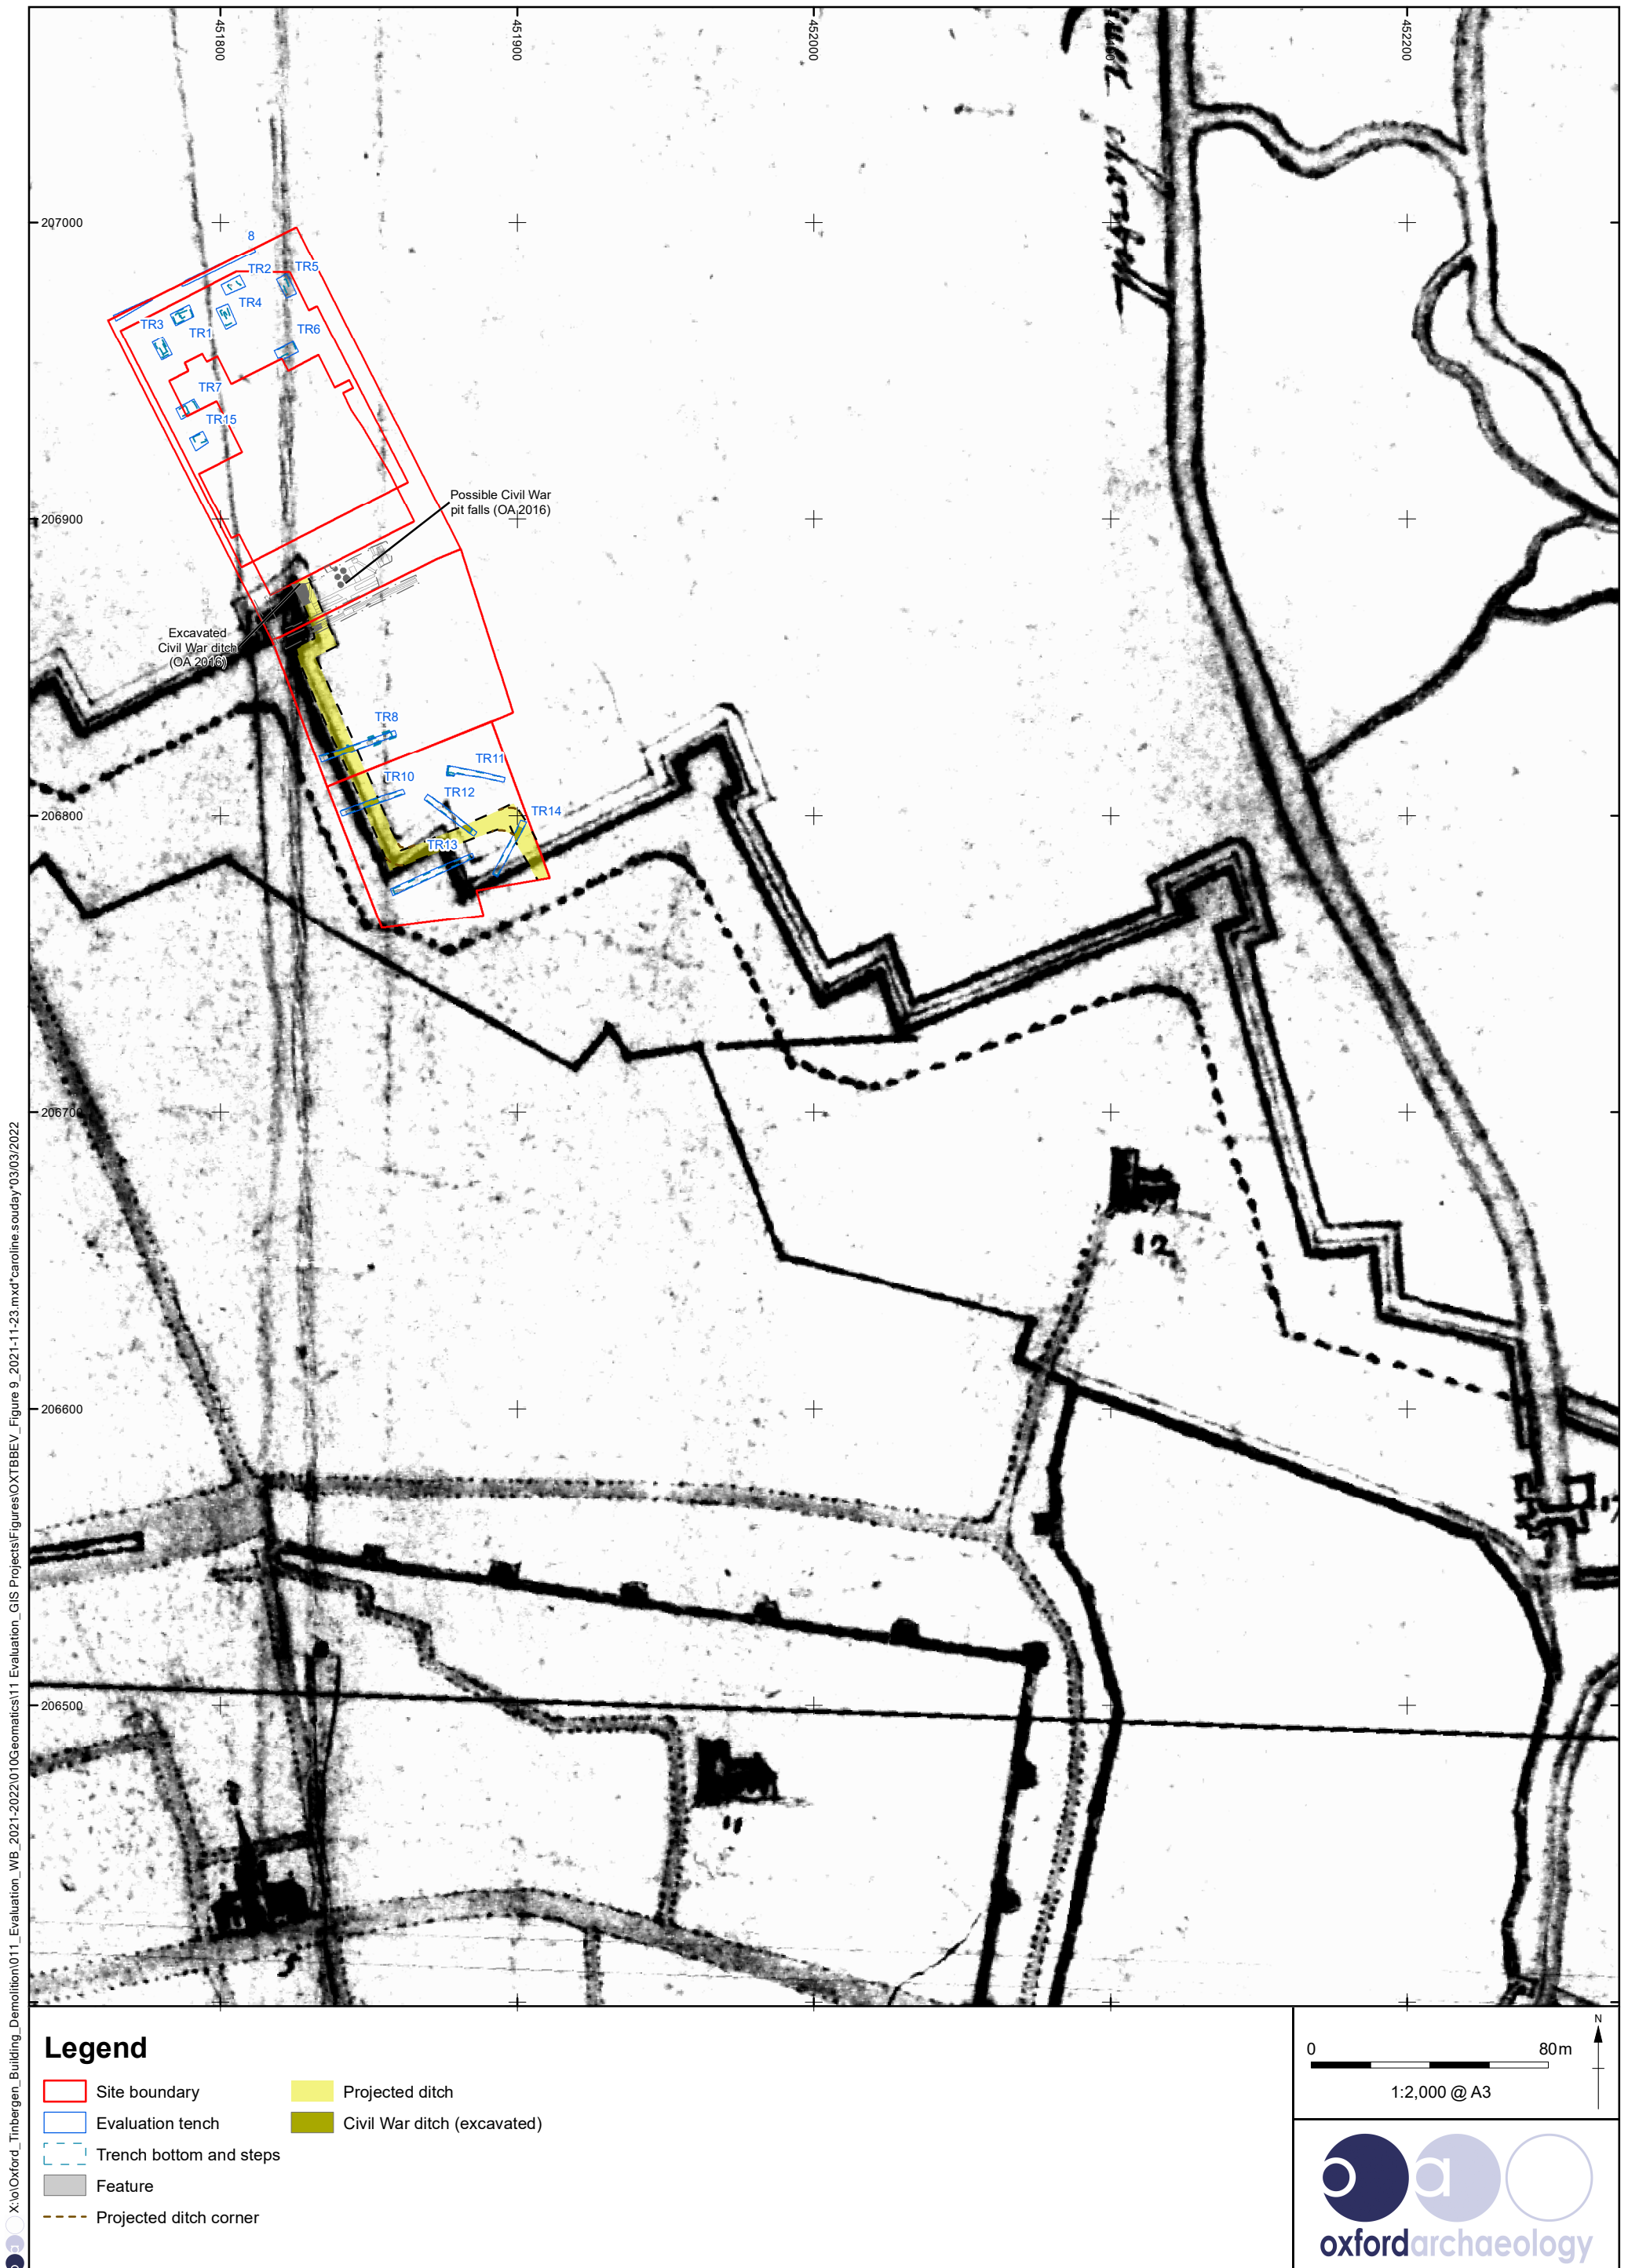 451800
451900
452000
452200
chartwell
207000
206900
206800
206700
206600
206500
8
TR2
TR5
TR4
TR3
TR1
TR6
TR7
TR15
Possible Civil War
pit falls (OA 2016)
Excavated
Civil War ditch
(OA 2016)
TR8
TR11
TR10
TR12
TR14
TR13
12
11
X:\o\Oxford_Tinbergen_Building_Demolition\011_Evaluation_WB_2021-2022\010Geomatics\11 Evaluation_GIS Projects\Figures\OXTBBEV_Figure 9_2021-11-23.mxd*caroline.souday*03/03/2022
Legend
Site boundary
Evaluation tench
Trench bottom and steps
Feature
Projected ditch corner
Projected ditch
Civil War ditch (excavated)
0 80m
1:2,000 @ A3
N
oa
oxfordarchaeology